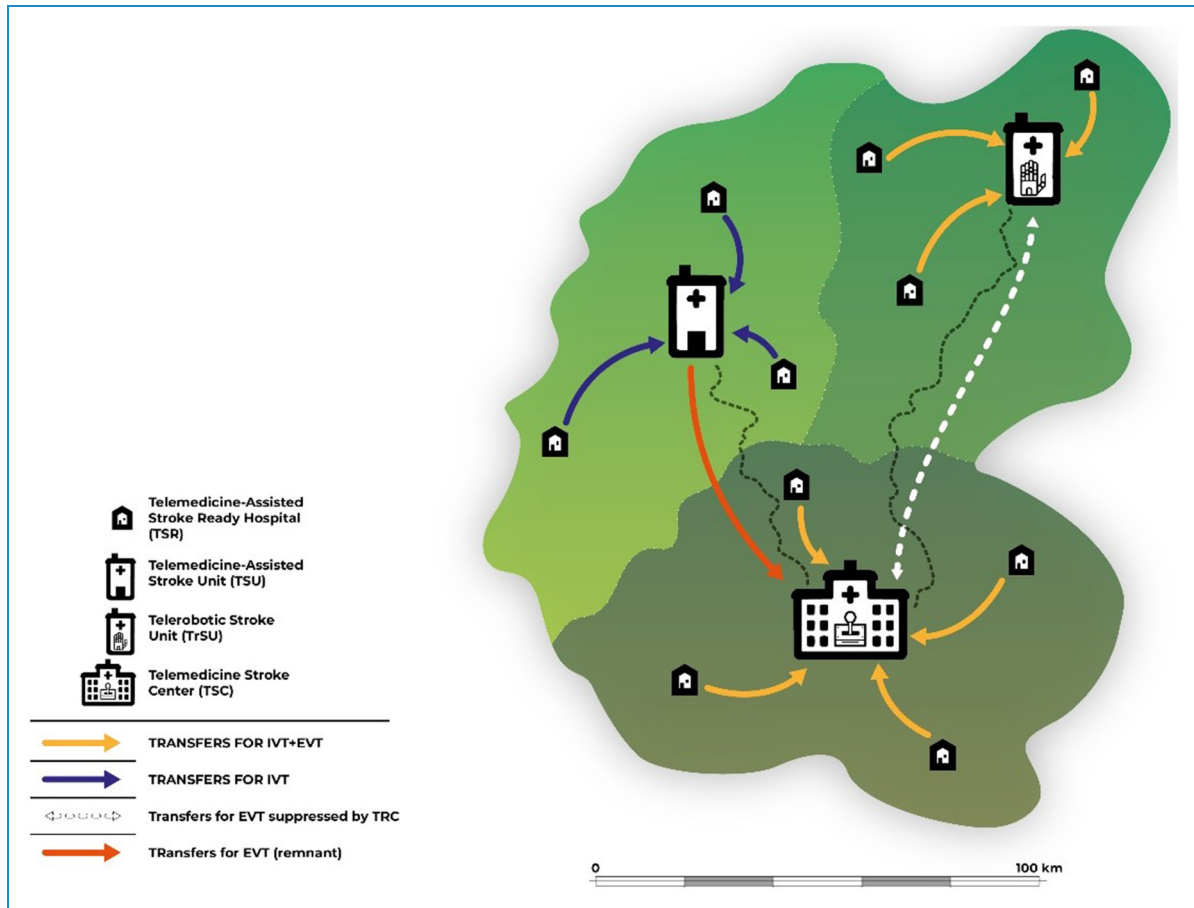 Telemedicine-Assisted
Stroke Ready Hospital
(TSR)
Telemedicine-Assisted
Stroke Unit (TSU)
Telerobotic Stroke
Unit (TrSU)
Telemedicine Stroke
Center (TSC)
TRANSFERS FOR IVT+EVT
TRANSFERS FOR IVT
Transfers for EVT suppressed by TRC
TRansfers for EVT (remnant)
0 100 km